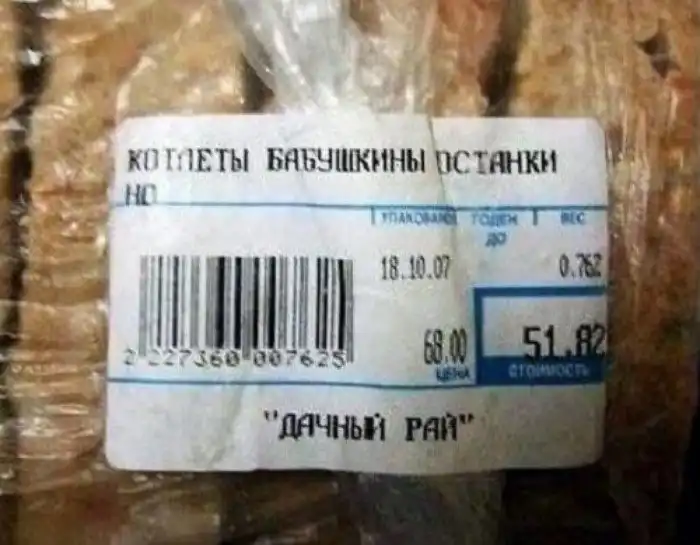 КОТЛЕТЫ БАБУШКИНЫ ОСТАНКИ
НО
УПАКОВАНО ГОДЕН ДО ВЕС
18.10.07 0.762
68.00 51.82
ЦЕНА СТОИМОСТЬ
2 227360 007625
"ДАЧНЫЙ РАЙ"